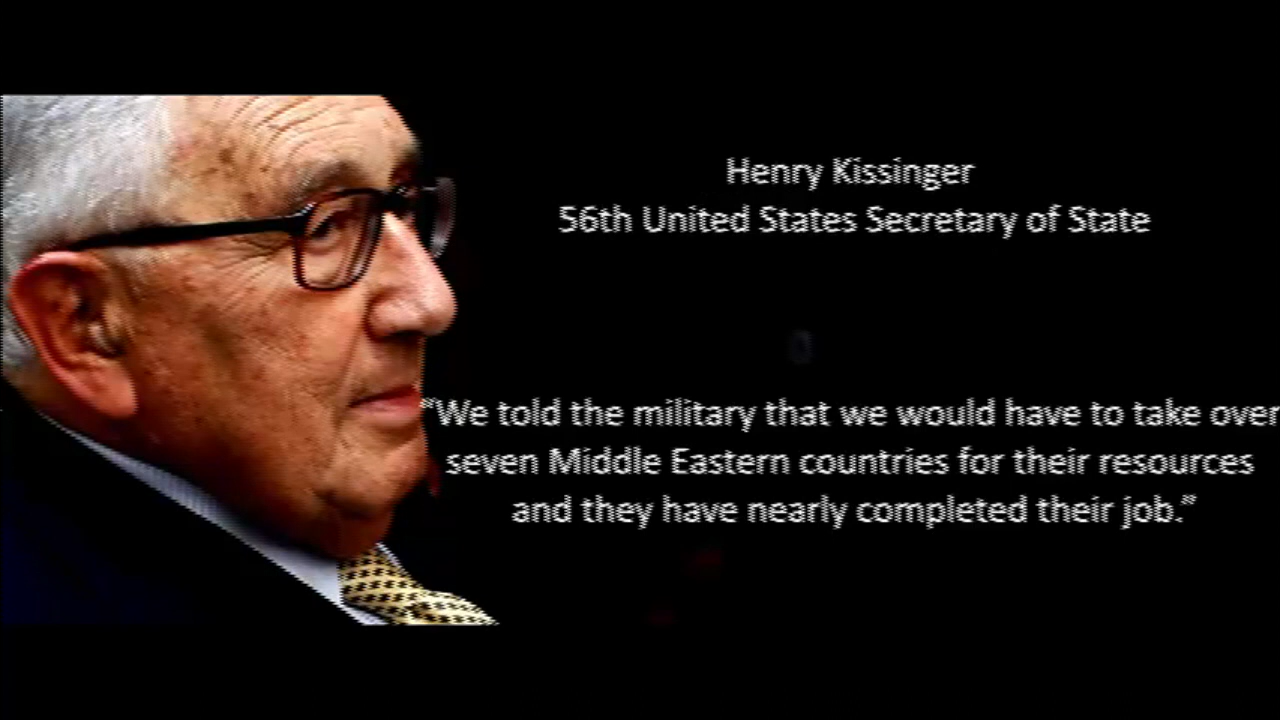 Henry Kissinger
56th United States Secretary of State
“We told the military that we would have to take over
seven Middle Eastern countries for their resources
and they have nearly completed their job.”